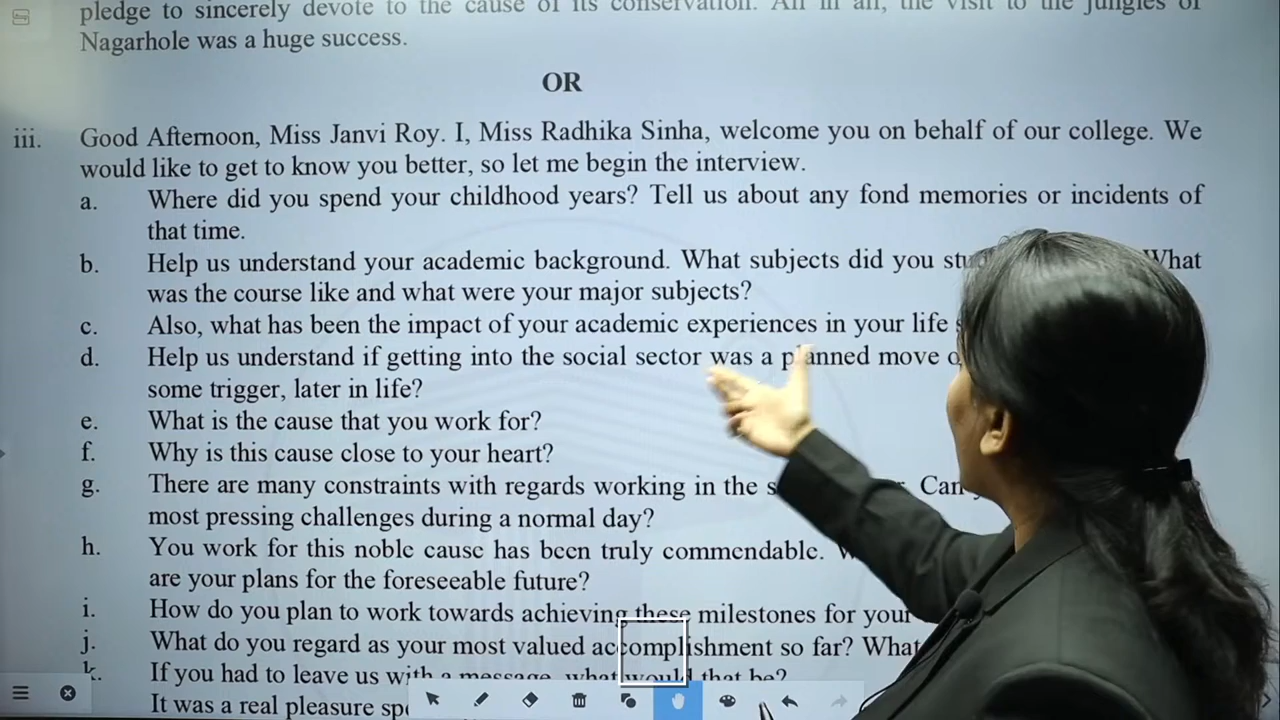 pledge to sincerely devote to the cause of its conservation. All in all, the visit to the jungles of
Nagarhole was a huge success.
OR
iii. Good Afternoon, Miss Janvi Roy. I, Miss Radhika Sinha, welcome you on behalf of our college. We
would like to get to know you better, so let me begin the interview.
a. Where did you spend your childhood years? Tell us about any fond memories or incidents of
that time.
b. Help us understand your academic background. What subjects did you What
was the course like and what were your major subjects?
c. Also, what has been the impact of your academic experiences in your life
d. Help us understand if getting into the social sector was a planned move
some trigger, later in life?
e. What is the cause that you work for?
f. Why is this cause close to your heart?
g. There are many constraints with regards working in the Can
most pressing challenges during a normal day?
h. You work for this noble cause has been truly commendable.
are your plans for the foreseeable future?
i. How do you plan to work towards achieving these milestones for your
j. What do you regard as your most valued accomplishment so far? What
k. If you had to leave us with a message, what would that be?
It was a real pleasure